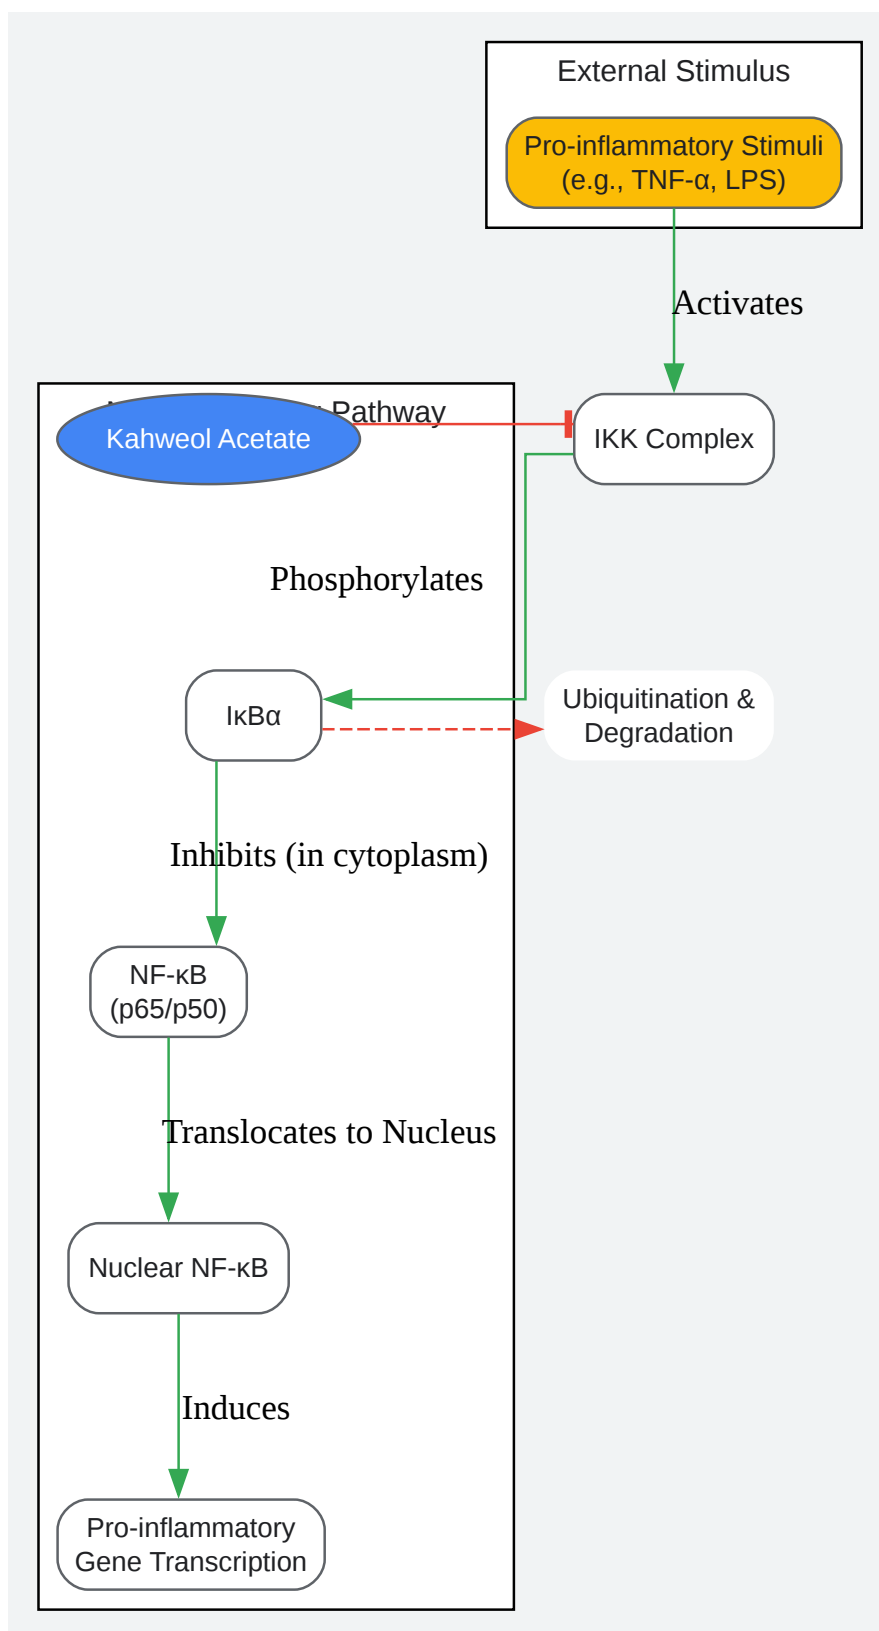 External Stimulus
Pro-inflammatory Stimuli
(e.g., TNF-α, LPS)
Activates
Pathway
Kahweol Acetate
IKK Complex
Phosphorylates
IκBα
Ubiquitination &
Degradation
Inhibits (in cytoplasm)
NF-κB
(p65/p50)
Translocates to Nucleus
Nuclear NF-κB
Induces
Pro-inflammatory
Gene Transcription